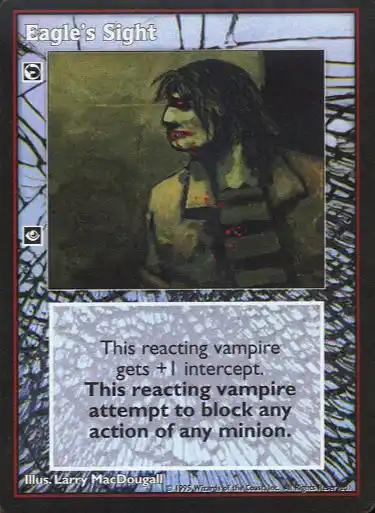 Eagle's Sight
This reacting vampire
gets +1 intercept.
This reacting vampire
attempt to block any
action of any minion.
Illus. Larry MacDougall
© 1995 Wizards of the Coast, Inc. All Rights Reserved.